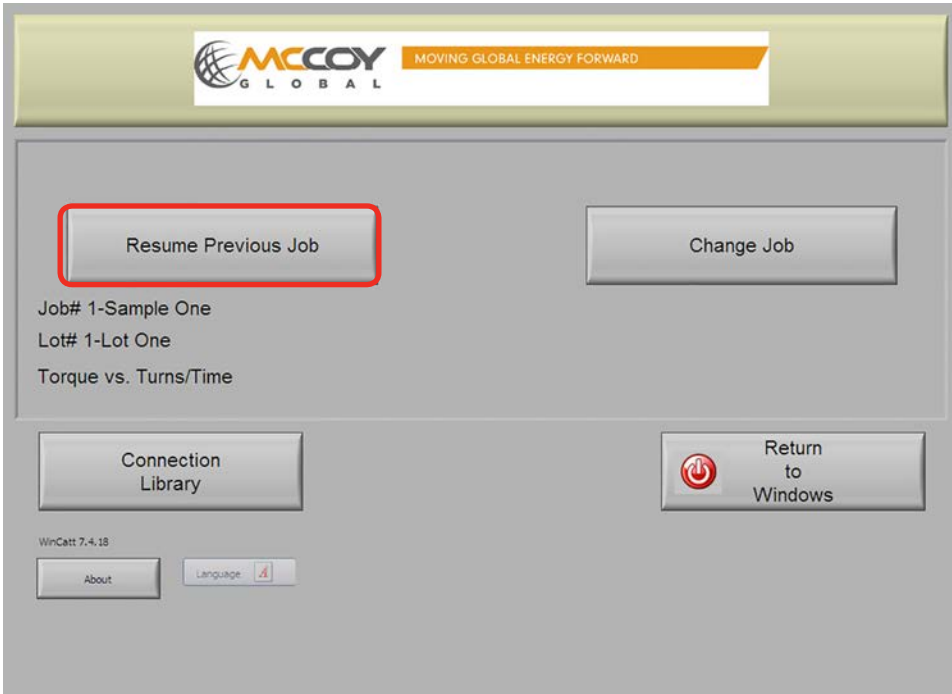 MCCOY
GLOBAL
MOVING GLOBAL ENERGY FORWARD
Resume Previous Job
Change Job
Job# 1-Sample One
Lot# 1-Lot One
Torque vs. Turns/Time
Connection
Library
Return
to
Windows
WinCatt 7.4.18
About
Language A